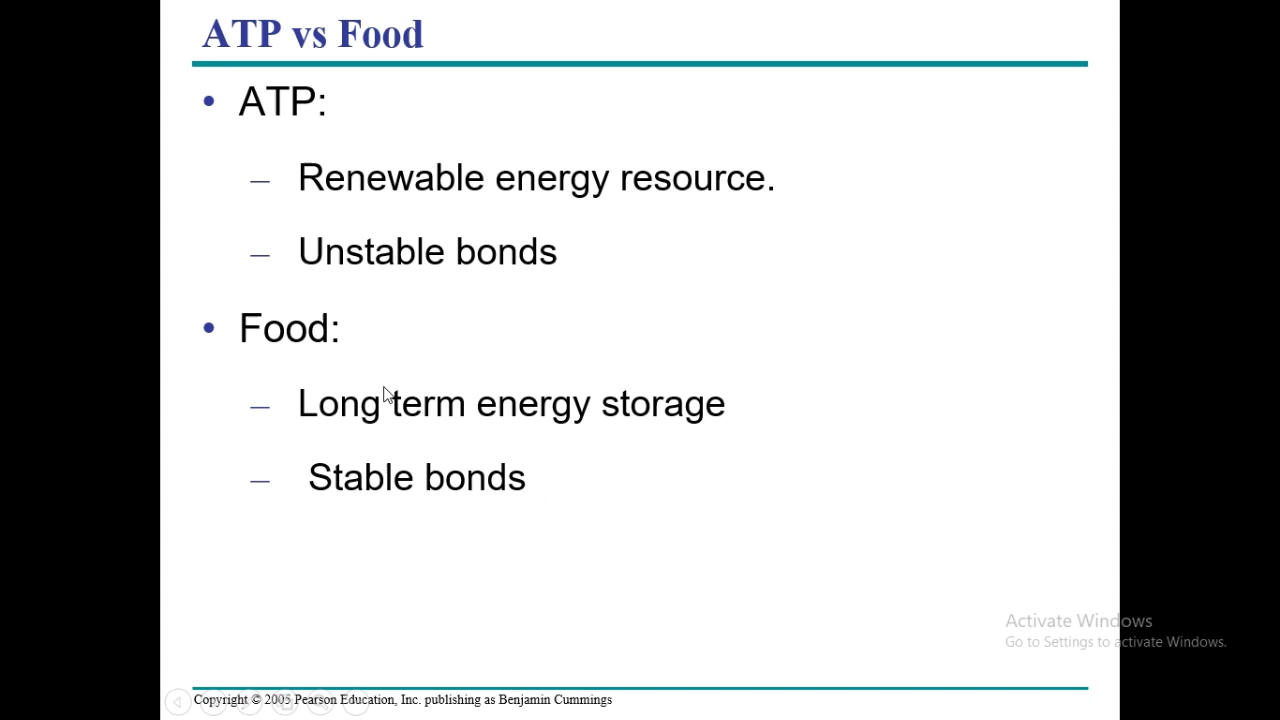 ATP vs Food
• ATP:
– Renewable energy resource.
– Unstable bonds
• Food:
– Long term energy storage
– Stable bonds
Activate Windows
Go to Settings to activate Windows.
Copyright © 2005 Pearson Education, Inc. publishing as Benjamin Cummings